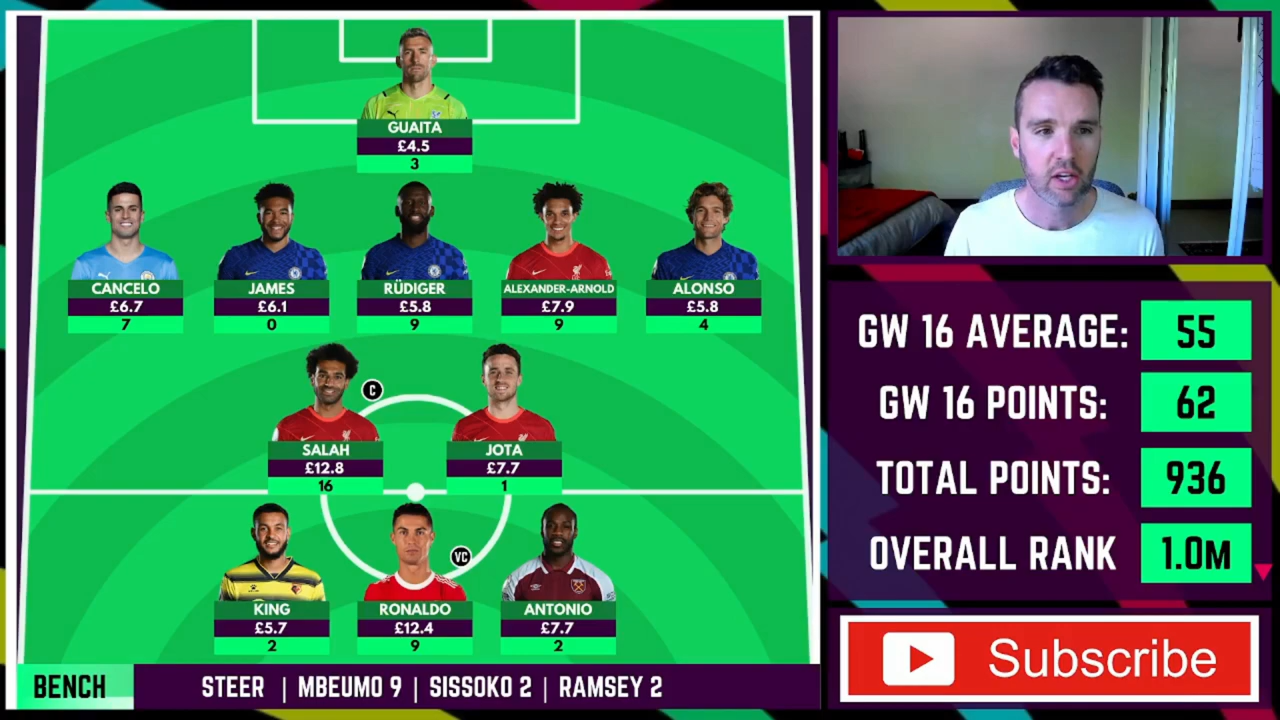 GUAITA
£4.5
3
CANCELO
£6.7
7
JAMES
£6.1
0
RÜDIGER
£5.8
9
ALEXANDER-ARNOLD
£7.9
9
ALONSO
£5.8
4
C
SALAH
£12.8
16
JOTA
£7.7
1
VC
KING
£5.7
2
RONALDO
£12.4
9
ANTONIO
£7.7
2
BENCH
STEER | MBEUMO 9 | SISSOKO 2 | RAMSEY 2
GW 16 AVERAGE: 55
GW 16 POINTS: 62
TOTAL POINTS: 936
OVERALL RANK 1.0M
Subscribe